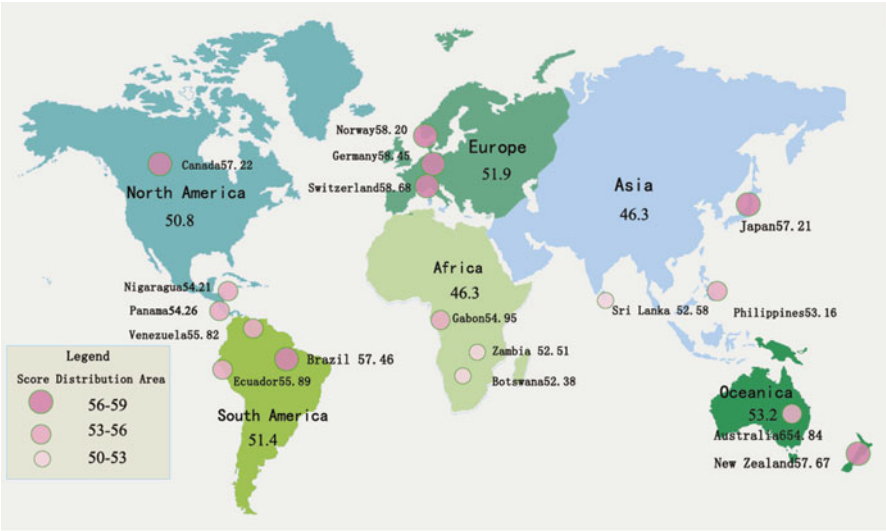 Norway58.20
Germany58.45
Europe
Switzerland58.68
51.9
Canada57.22
North America
50.8
Asia
46.3
Japan57.21
Africa
46.3
Nigaragua54.21
Panama54.26
Gabon54.95
Sri Lanka 52.58
Philippines53.16
Venezuela55.82
Brazil 57.46
Zambia 52.51
Ecuador55.89
Botswana52.38
South America
51.4
Oceanica
53.2
Australia654.84
New Zealand57.67
Legend
Score Distribution Area
56-59
53-56
50-53